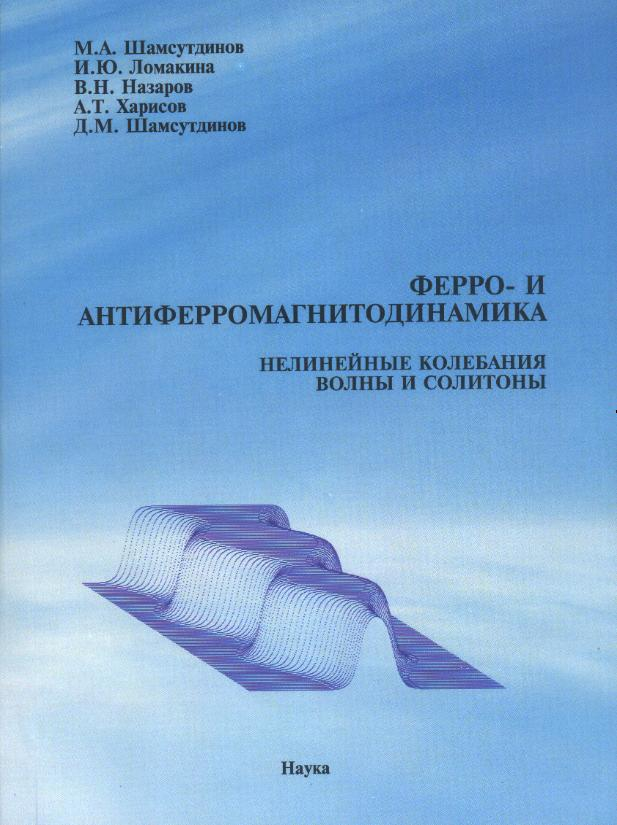 М.А. Шамсутдинов
И.Ю. Ломакина
В.Н. Назаров
А.Т. Харисов
Д.М. Шамсутдинов
ФЕРРО- И
АНТИФЕРРОМАГНИТОДИНАМИКА
НЕЛИНЕЙНЫЕ КОЛЕБАНИЯ
ВОЛНЫ И СОЛИТОНЫ
Наука